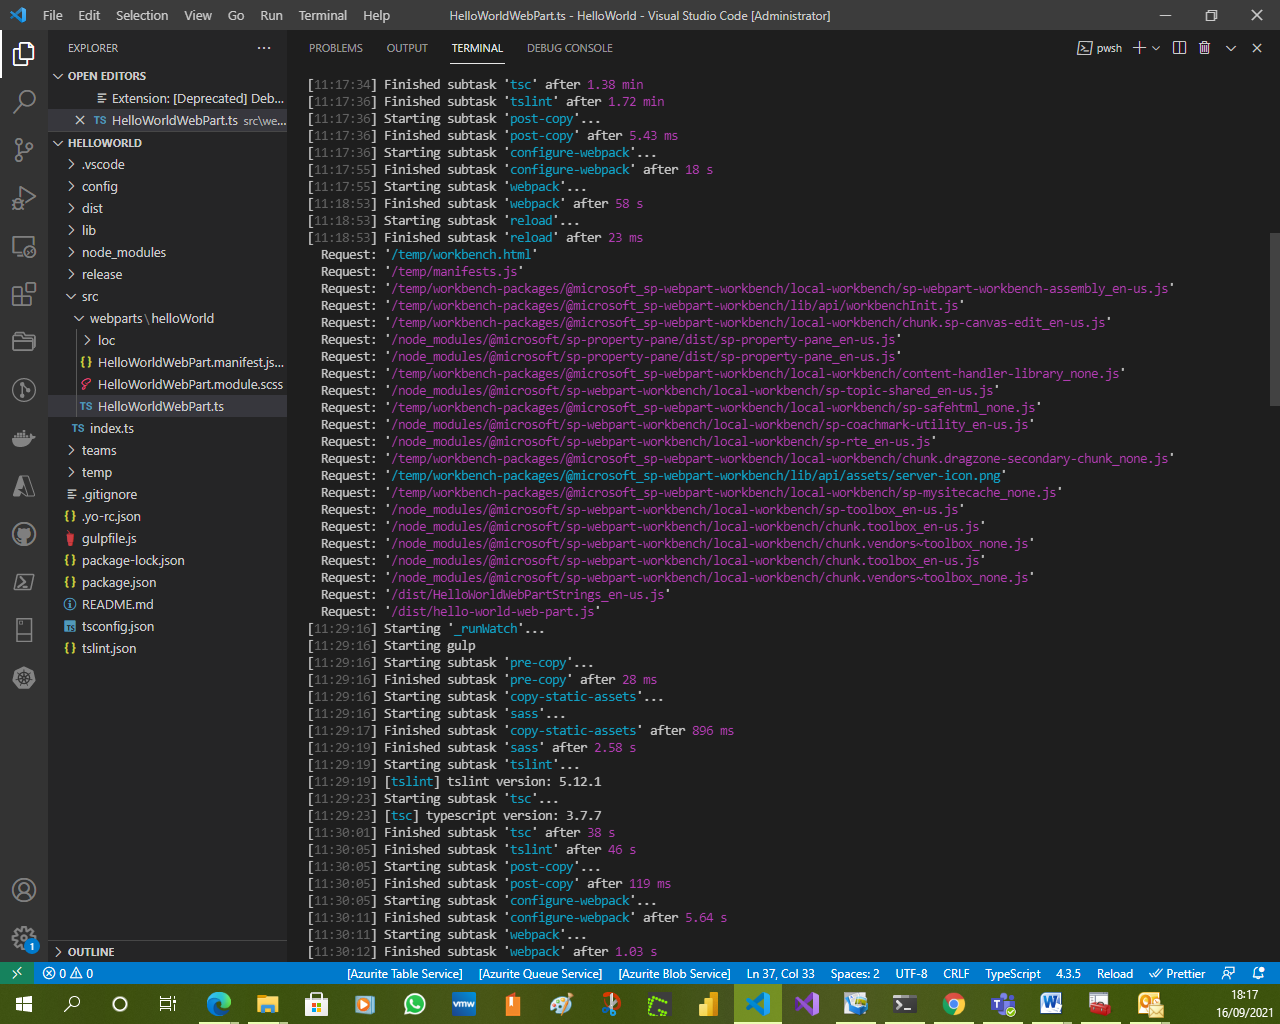 File Edit Selection View Go Run Terminal Help HelloWorldWebPart.ts - HelloWorld - Visual Studio Code [Administrator]
EXPLORER
OPEN EDITORS
Extension: [Deprecated] Deb...
TS HelloWorldWebPart.ts src\we...
HELLOWORLD
.vscode
config
dist
lib
node_modules
release
src
webparts \ helloWorld
loc
{} HelloWorldWebPart.manifest.js...
HelloWorldWebPart.module.scss
TS HelloWorldWebPart.ts
TS index.ts
teams
temp
.gitignore
{} .yo-rc.json
gulpfile.js
{} package-lock.json
{} package.json
README.md
tsconfig.json
{} tslint.json
OUTLINE
PROBLEMS OUTPUT TERMINAL DEBUG CONSOLE pwsh
[11:17:34] Finished subtask 'tsc' after 1.38 min
[11:17:36] Finished subtask 'tslint' after 1.72 min
[11:17:36] Starting subtask 'post-copy'...
[11:17:36] Finished subtask 'post-copy' after 5.43 ms
[11:17:36] Starting subtask 'configure-webpack'...
[11:17:55] Finished subtask 'configure-webpack' after 18 s
[11:17:55] Starting subtask 'webpack'...
[11:18:53] Finished subtask 'webpack' after 58 s
[11:18:53] Starting subtask 'reload'...
[11:18:53] Finished subtask 'reload' after 23 ms
Request: '/temp/workbench.html'
Request: '/temp/manifests.js'
Request: '/temp/workbench-packages/@microsoft_sp-webpart-workbench/local-workbench/sp-webpart-workbench-assembly_en-us.js'
Request: '/temp/workbench-packages/@microsoft_sp-webpart-workbench/lib/api/workbenchInit.js'
Request: '/temp/workbench-packages/@microsoft_sp-webpart-workbench/local-workbench/chunk.sp-canvas-edit_en-us.js'
Request: '/node_modules/@microsoft/sp-property-pane/dist/sp-property-pane_en-us.js'
Request: '/node_modules/@microsoft/sp-property-pane/dist/sp-property-pane_en-us.js'
Request: '/temp/workbench-packages/@microsoft_sp-webpart-workbench/local-workbench/content-handler-library_none.js'
Request: '/node_modules/@microsoft/sp-webpart-workbench/local-workbench/sp-topic-shared_en-us.js'
Request: '/temp/workbench-packages/@microsoft_sp-webpart-workbench/local-workbench/sp-safehtml_none.js'
Request: '/node_modules/@microsoft/sp-webpart-workbench/local-workbench/sp-coachmark-utility_en-us.js'
Request: '/node_modules/@microsoft/sp-webpart-workbench/local-workbench/sp-rte_en-us.js'
Request: '/temp/workbench-packages/@microsoft_sp-webpart-workbench/local-workbench/chunk.dragzone-secondary-chunk_none.js'
Request: '/temp/workbench-packages/@microsoft_sp-webpart-workbench/lib/api/assets/server-icon.png'
Request: '/temp/workbench-packages/@microsoft_sp-webpart-workbench/local-workbench/sp-mysitecache_none.js'
Request: '/node_modules/@microsoft/sp-webpart-workbench/local-workbench/sp-toolbox_en-us.js'
Request: '/node_modules/@microsoft/sp-webpart-workbench/local-workbench/chunk.toolbox_en-us.js'
Request: '/node_modules/@microsoft/sp-webpart-workbench/local-workbench/chunk.vendors~toolbox_none.js'
Request: '/node_modules/@microsoft/sp-webpart-workbench/local-workbench/chunk.toolbox_en-us.js'
Request: '/node_modules/@microsoft/sp-webpart-workbench/local-workbench/chunk.vendors~toolbox_none.js'
Request: '/dist/HelloWorldWebPartStrings_en-us.js'
Request: '/dist/hello-world-web-part.js'
[11:29:16] Starting '_runWatch'...
[11:29:16] Starting gulp
[11:29:16] Starting subtask 'pre-copy'...
[11:29:16] Finished subtask 'pre-copy' after 28 ms
[11:29:16] Starting subtask 'copy-static-assets'...
[11:29:16] Starting subtask 'sass'...
[11:29:17] Finished subtask 'copy-static-assets' after 896 ms
[11:29:19] Finished subtask 'sass' after 2.58 s
[11:29:19] Starting subtask 'tslint'...
[11:29:19] [tslint] tslint version: 5.12.1
[11:29:23] Starting subtask 'tsc'...
[11:29:23] [tsc] typescript version: 3.7.7
[11:30:01] Finished subtask 'tsc' after 38 s
[11:30:05] Finished subtask 'tslint' after 46 s
[11:30:05] Starting subtask 'post-copy'...
[11:30:05] Finished subtask 'post-copy' after 119 ms
[11:30:05] Starting subtask 'configure-webpack'...
[11:30:11] Finished subtask 'configure-webpack' after 5.64 s
[11:30:11] Starting subtask 'webpack'...
[11:30:12] Finished subtask 'webpack' after 1.03 s
1
0 0 [Azurite Table Service] [Azurite Queue Service] [Azurite Blob Service] Ln 37, Col 33 Spaces: 2 UTF-8 CRLF TypeScript 4.3.5 Reload Prettier
vmw
18:17
16/09/2021